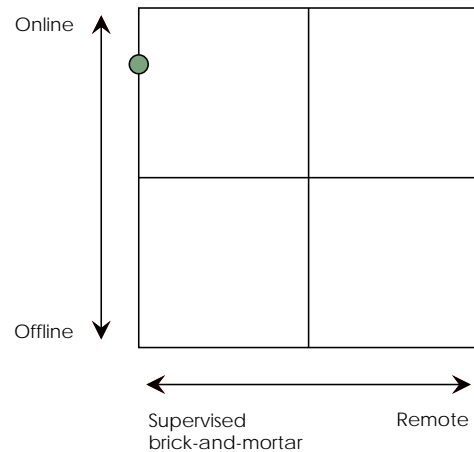 Online
Offline
Supervised
brick-and-mortar
Remote